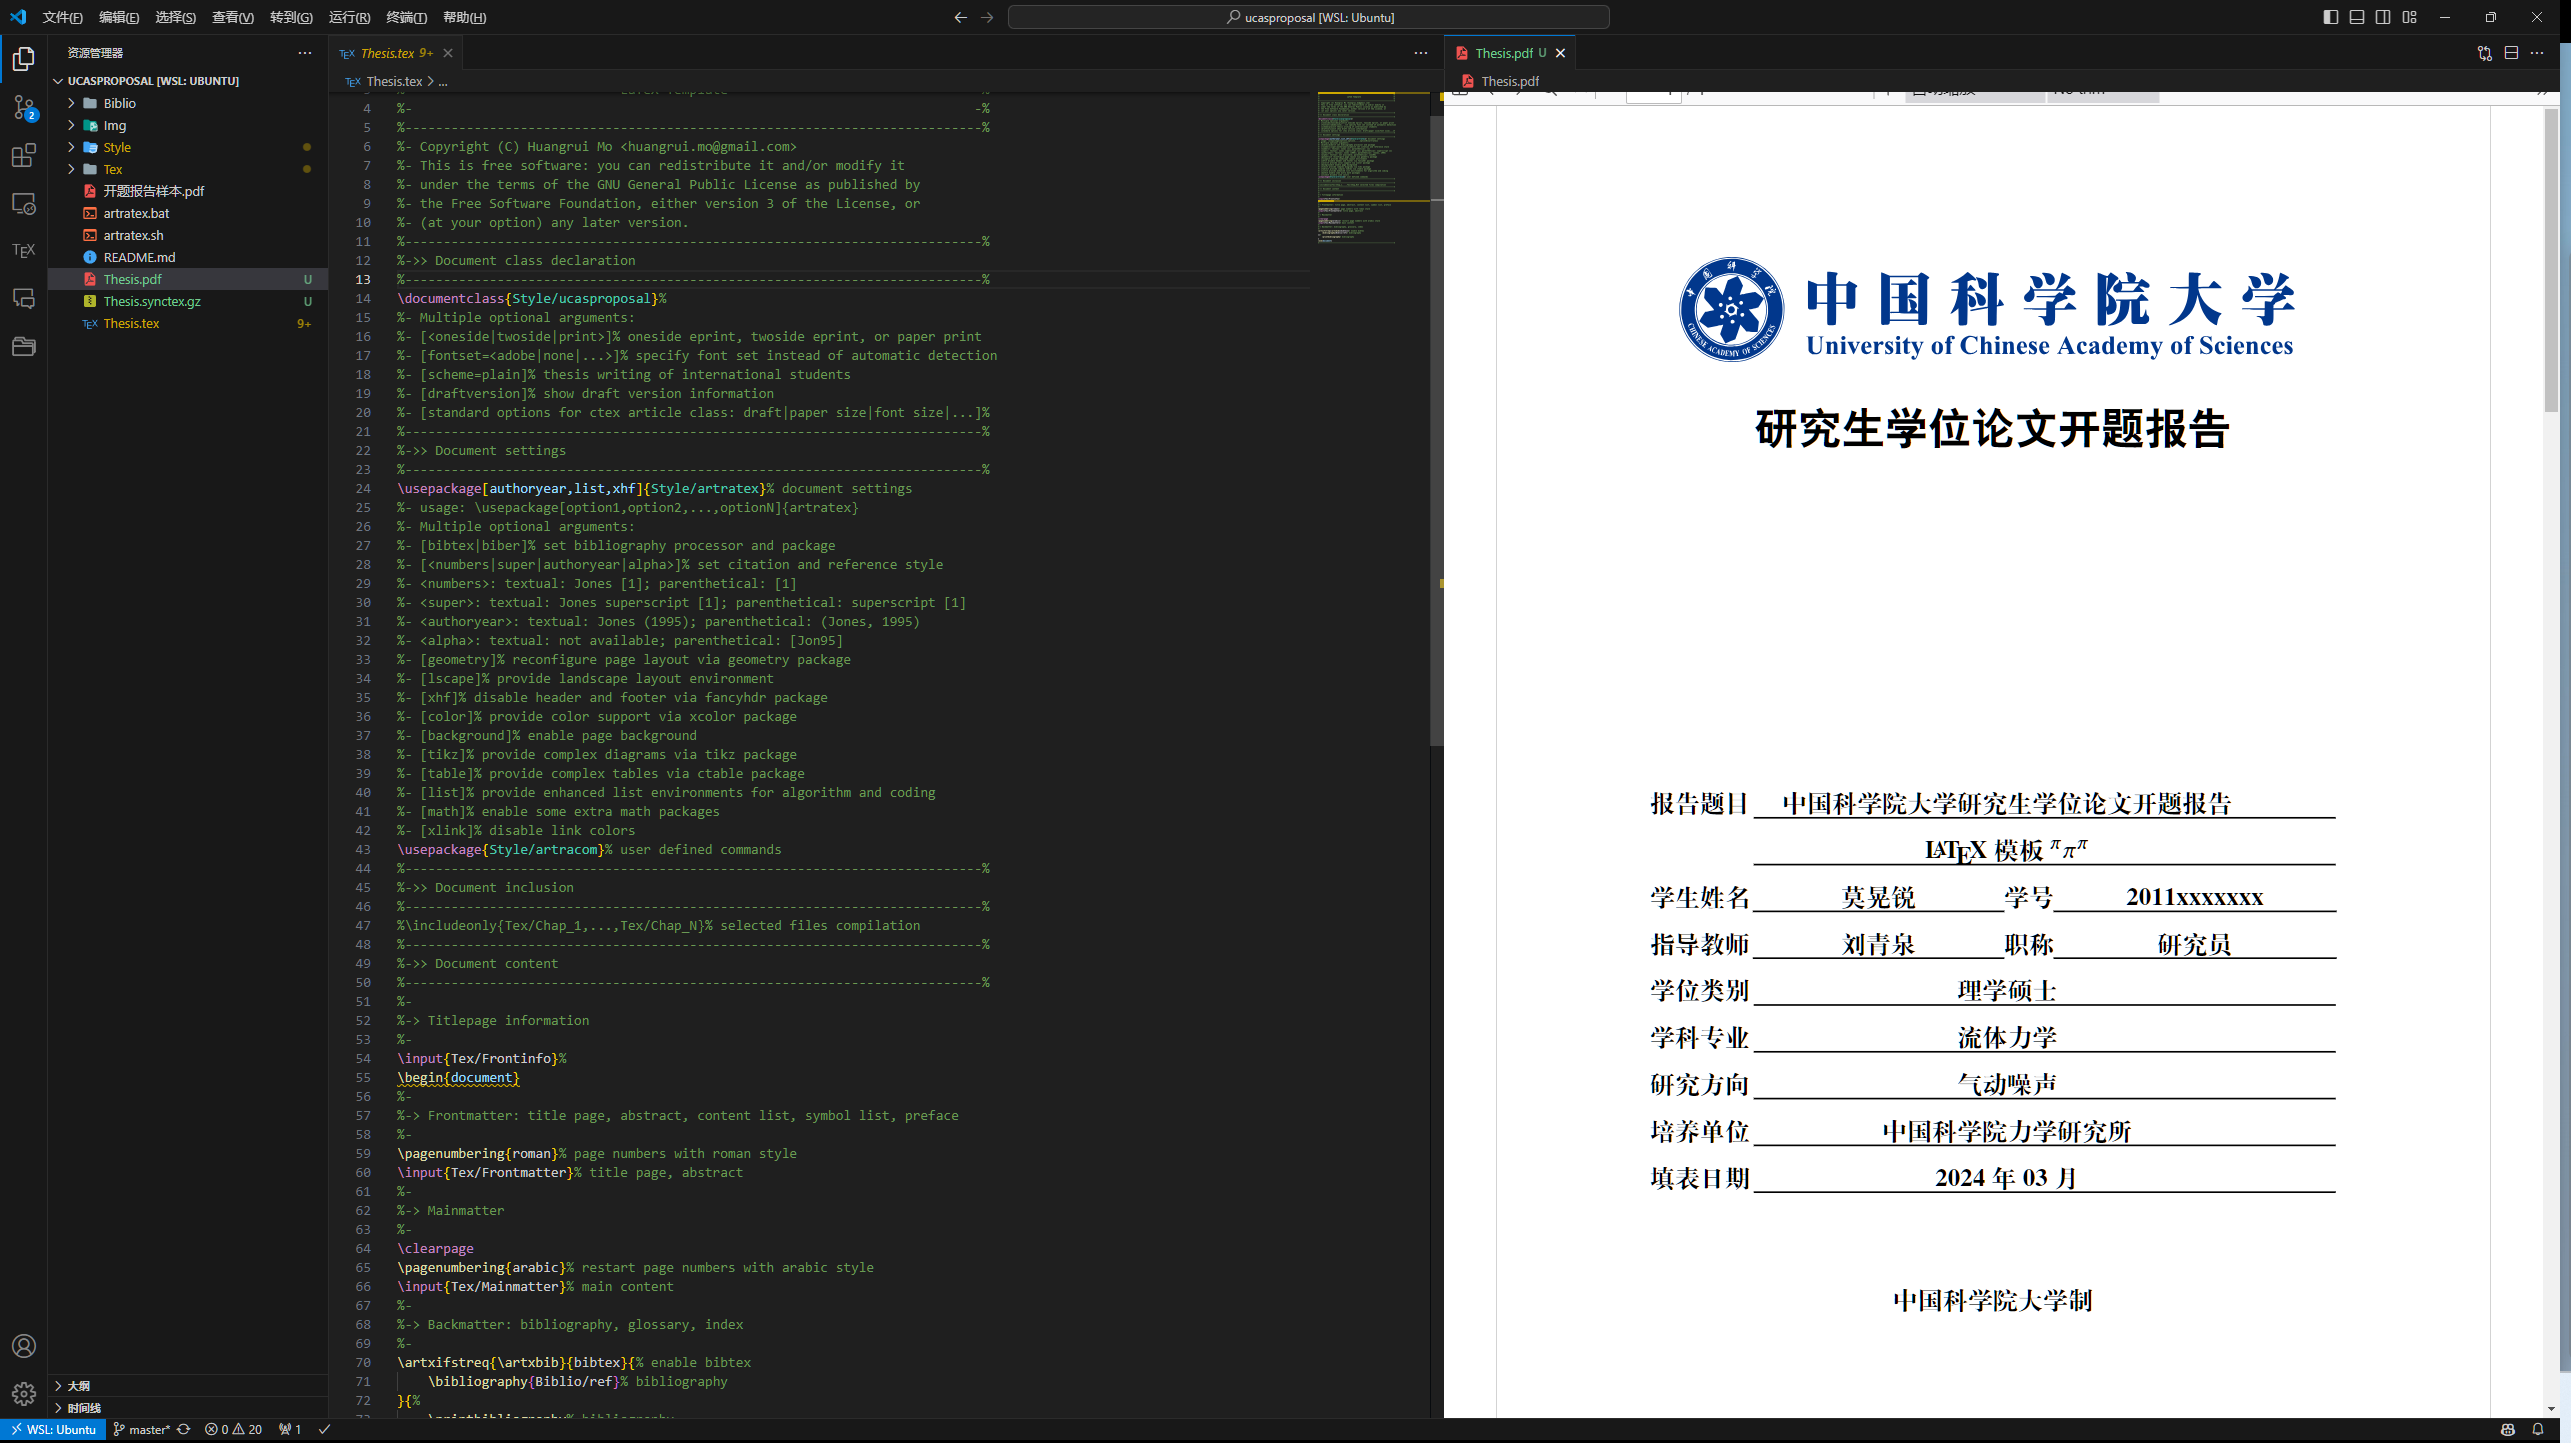 文件(F) 编辑(E) 选择(S) 查看(V) 转到(G) 运行(R) 终端(T) 帮助(H)
ucasproposal [WSL: Ubuntu]
资源管理器
UCASPROPOSAL [WSL: UBUNTU]
Biblio
Img
Style
Tex
开题报告样本.pdf
artratex.bat
artratex.sh
README.md
Thesis.pdf U
Thesis.synctex.gz U
Thesis.tex 9+
大纲
时间线
Thesis.tex 9+
Thesis.tex > ...
4 %- -%
5 %---------------------------------------------------------------------------%
6 %- Copyright (C) Huangrui Mo <huangrui.mo@gmail.com>
7 %- This is free software: you can redistribute it and/or modify it
8 %- under the terms of the GNU General Public License as published by
9 %- the Free Software Foundation, either version 3 of the License, or
10 %- (at your option) any later version.
11 %---------------------------------------------------------------------------%
12 %->> Document class declaration
13 %---------------------------------------------------------------------------%
14 \documentclass{Style/ucasproposal}%
15 %- Multiple optional arguments:
16 %- [<oneside|twoside|print>]% oneside eprint, twoside eprint, or paper print
17 %- [fontset=<adobe|none|...>]% specify font set instead of automatic detection
18 %- [scheme=plain]% thesis writing of international students
19 %- [draftversion]% show draft version information
20 %- [standard options for ctex article class: draft|paper size|font size|...]%
21 %---------------------------------------------------------------------------%
22 %->> Document settings
23 %---------------------------------------------------------------------------%
24 \usepackage[authoryear,list,xhf]{Style/artratex}% document settings
25 %- usage: \usepackage[option1,option2,...,optionN]{artratex}
26 %- Multiple optional arguments:
27 %- [bibtex|biber]% set bibliography processor and package
28 %- [<numbers|super|authoryear|alpha>]% set citation and reference style
29 %- <numbers>: textual: Jones [1]; parenthetical: [1]
30 %- <super>: textual: Jones superscript [1]; parenthetical: superscript [1]
31 %- <authoryear>: textual: Jones (1995); parenthetical: (Jones, 1995)
32 %- <alpha>: textual: not available; parenthetical: [Jon95]
33 %- [geometry]% reconfigure page layout via geometry package
34 %- [lscape]% provide landscape layout environment
35 %- [xhf]% disable header and footer via fancyhdr package
36 %- [color]% provide color support via xcolor package
37 %- [background]% enable page background
38 %- [tikz]% provide complex diagrams via tikz package
39 %- [table]% provide complex tables via ctable package
40 %- [list]% provide enhanced list environments for algorithm and coding
41 %- [math]% enable some extra math packages
42 %- [xlink]% disable link colors
43 \usepackage{Style/artracom}% user defined commands
44 %---------------------------------------------------------------------------%
45 %->> Document inclusion
46 %---------------------------------------------------------------------------%
47 %\includeonly{Tex/Chap_1,...,Tex/Chap_N}% selected files compilation
48 %---------------------------------------------------------------------------%
49 %->> Document content
50 %---------------------------------------------------------------------------%
51 %-
52 %-> Titlepage information
53 %-
54 \input{Tex/Frontinfo}%
55 \begin{document}
56 %-
57 %-> Frontmatter: title page, abstract, content list, symbol list, preface
58 %-
59 \pagenumbering{roman}% page numbers with roman style
60 \input{Tex/Frontmatter}% title page, abstract
61 %-
62 %-> Mainmatter
63 %-
64 \clearpage
65 \pagenumbering{arabic}% restart page numbers with arabic style
66 \input{Tex/Mainmatter}% main content
67 %-
68 %-> Backmatter: bibliography, glossary, index
69 %-
70 \artxifstreq{\artxbib}{bibtex}{% enable bibtex
71 \bibliography{Biblio/ref}% bibliography
72 }{%
Thesis.pdf U
Thesis.pdf
中国科学院
CHINESE ACADEMY OF SCIENCES
中国科学院大学
University of Chinese Academy of Sciences
研究生学位论文开题报告
报告题目 中国科学院大学研究生学位论文开题报告
LATEX 模板 π π π
学生姓名 莫晃锐 学号 2011xxxxxxx
指导教师 刘青泉 职称 研究员
学位类别 理学硕士
学科专业 流体力学
研究方向 气动噪声
培养单位 中国科学院力学研究所
填表日期 2024 年 03 月
中国科学院大学制
WSL: Ubuntu master* 0 20 1